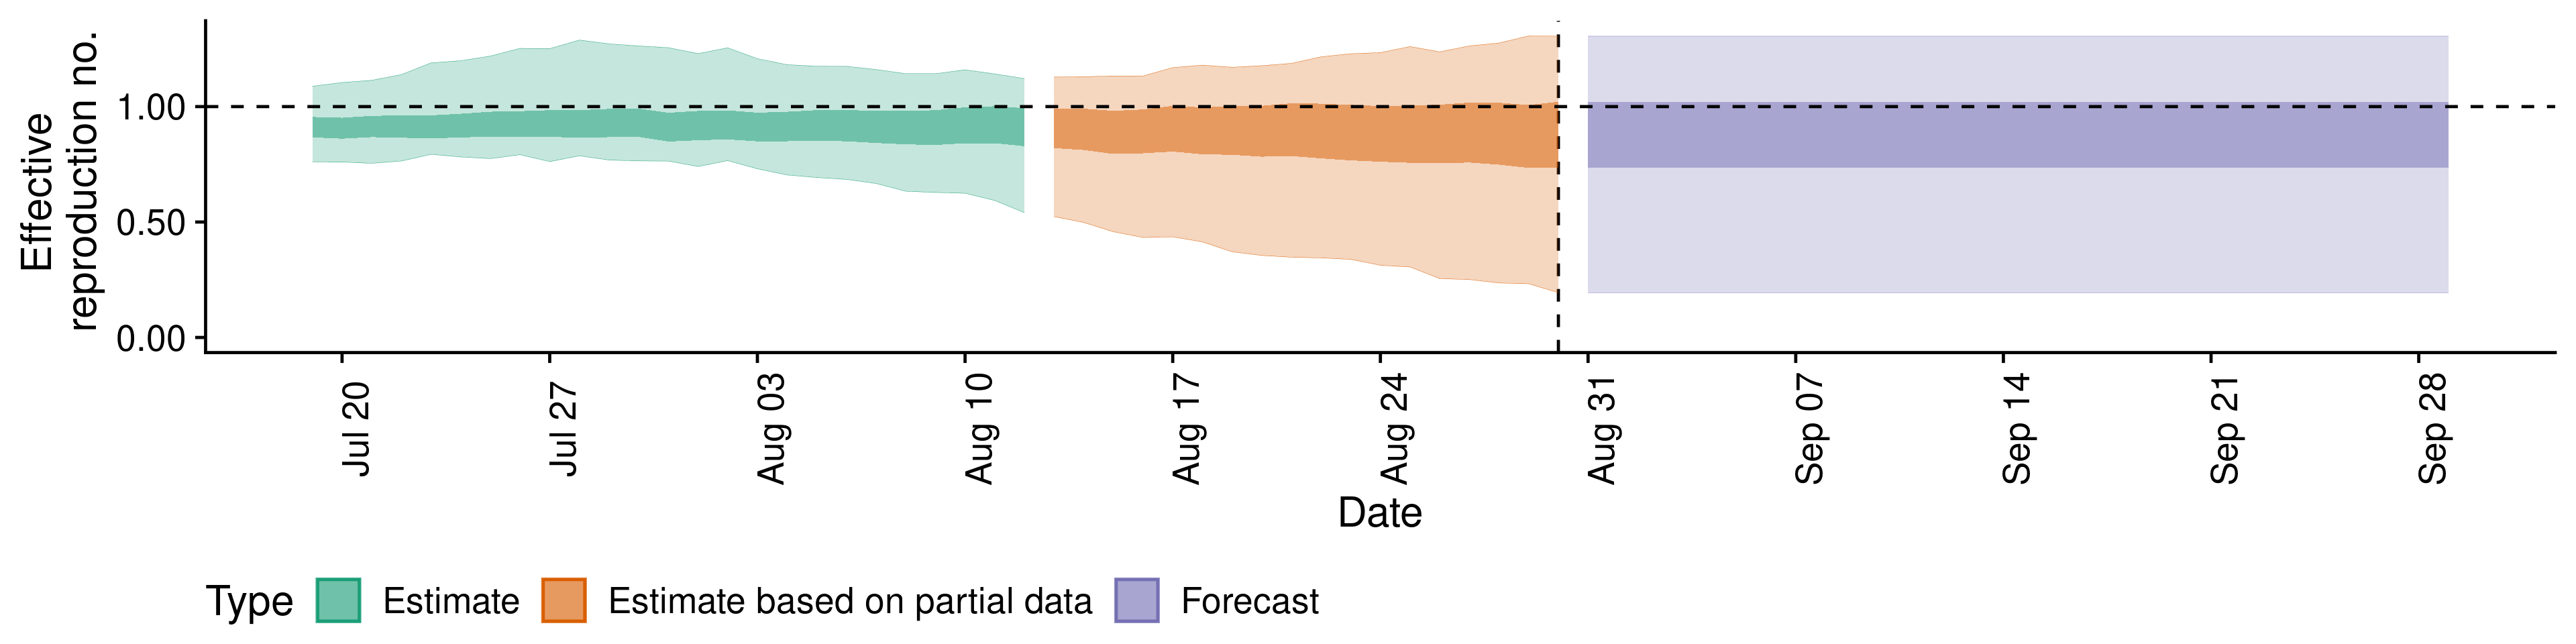 Effective
reproduction no.
1.00
0.50
0.00
Jul 20
Jul 27
Aug 03
Aug 10
Aug 17
Aug 24
Aug 31
Sep 07
Sep 14
Sep 21
Sep 28
Date
Type Estimate Estimate based on partial data Forecast